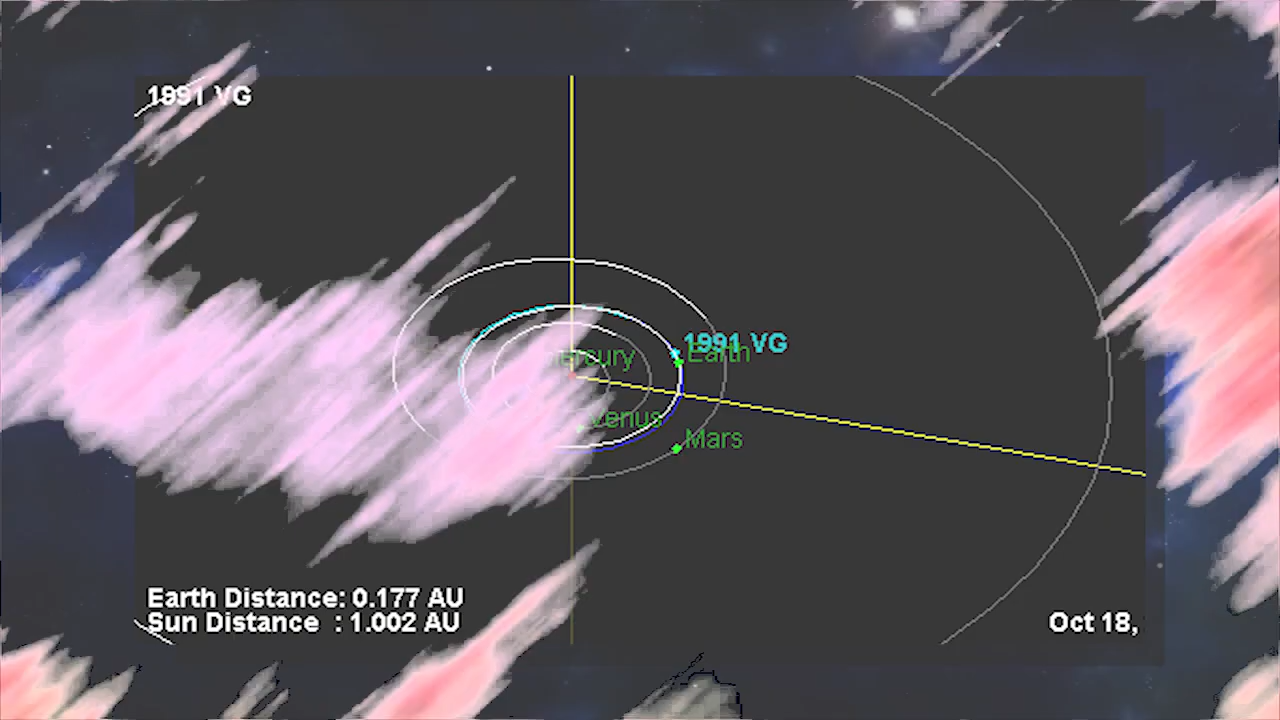 1991 VG
1991 VG
Earth
ercury
Venus
Mars
Earth Distance: 0.177 AU
Sun Distance : 1.002 AU
Oct 18,